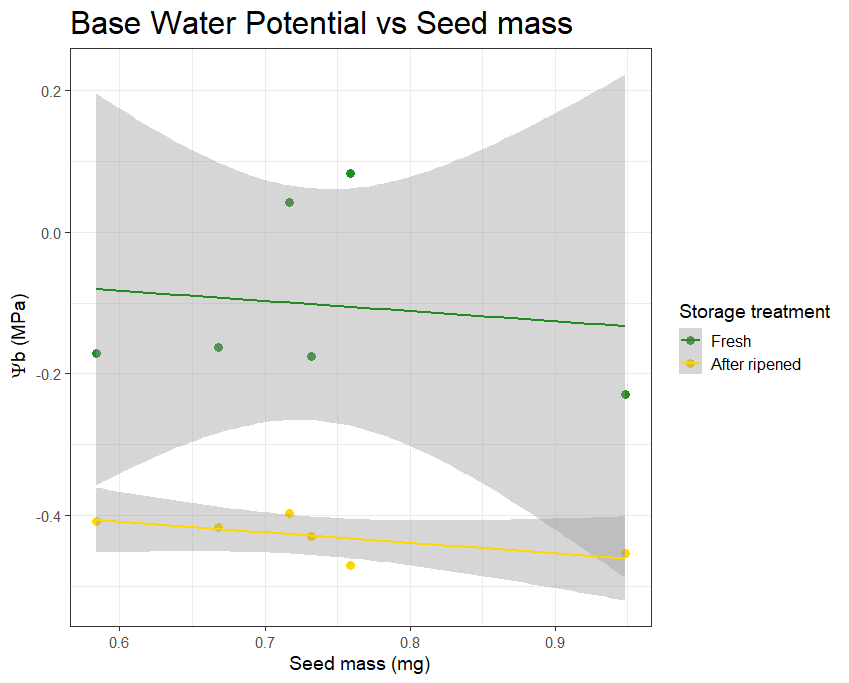 Base Water Potential vs Seed mass
0.2
0.0
-0.2
-0.4
Ψb (MPa)
0.6
0.7
0.8
0.9
Seed mass (mg)
Storage treatment
Fresh
After ripened